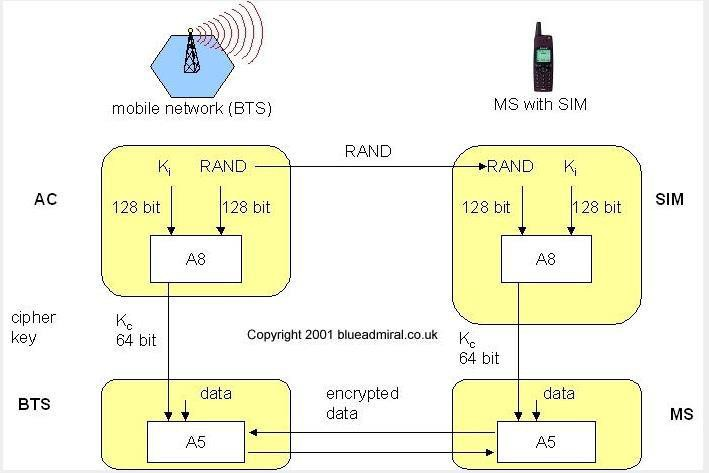 mobile network (BTS)
MS with SIM
RAND
Ki RAND
RAND Ki
AC
SIM
128 bit 128 bit
128 bit 128 bit
A8
A8
cipher
key
Kc
64 bit
Copyright 2001 blueadmiral.co.uk
Kc
64 bit
BTS
data
encrypted
data
data
MS
A5
A5